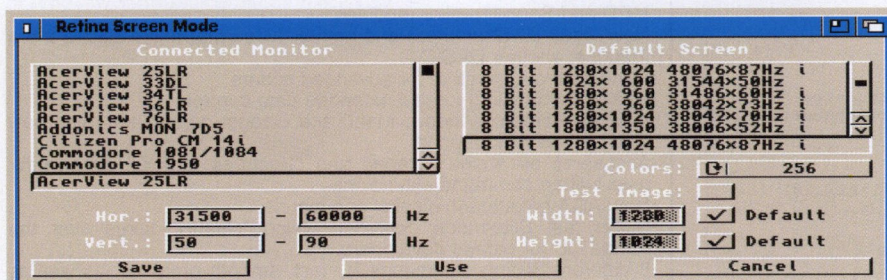 Retina Screen Mode
Connected Monitor
AcerView 25LR
AcerView 33DL
AcerView 34TL
AcerView 56LR
AcerView 76LR
Addonics MON 7D5
Citizen Pro CM 14i
Commodore 1081/1084
Commodore 1950
AcerView 25LR
Hor.: 31500 - 60000 Hz
Vert.: 50 - 90 Hz
Default Screen
8 Bit 1280×1024 48076×87Hz i
8 Bit 1024× 600 31544×50Hz
8 Bit 1280× 960 31486×60Hz i
8 Bit 1280× 960 38042×73Hz i
8 Bit 1280×1024 38042×70Hz i
8 Bit 1800×1350 38006×52Hz i
8 Bit 1280×1024 48076×87Hz i
Colors: 256
Test Image:
Width: 1280 Default
Height: 1024 Default
Save Use Cancel